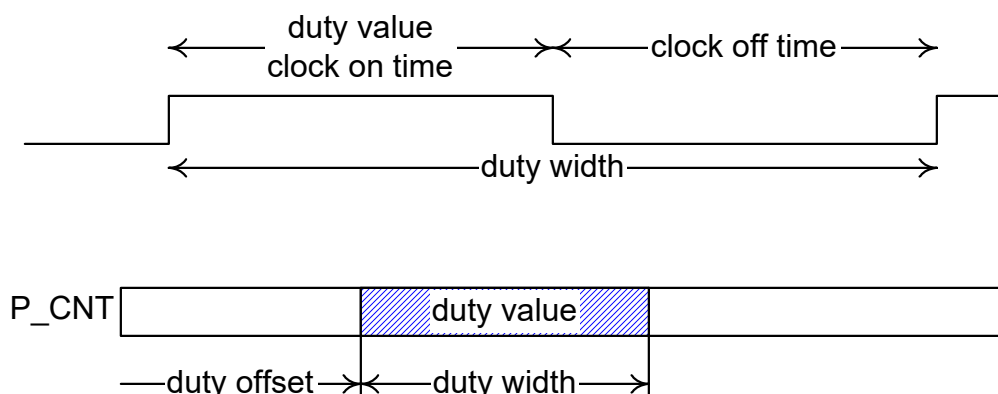 duty value
clock on time
clock off time
duty width
P_CNT
duty value
duty offset
duty width